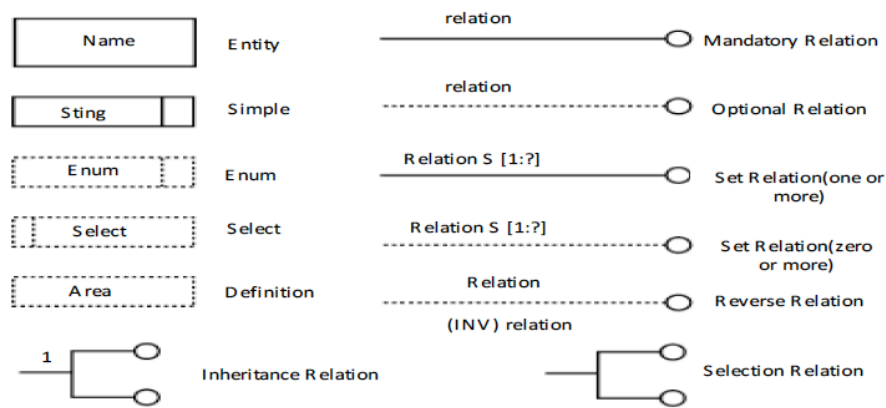 relation
Name
Entity
Mandatory Relation
relation
Sting
Simple
Optional Relation
Relation S [1:?]
Enum
Enum
Set Relation(one or
more)
Select
Select
Relation S [1:?]
Set Relation(zero
or more)
Area
Definition
Relation
Reverse Relation
(INV) relation
1
Inheritance Relation
Selection Relation